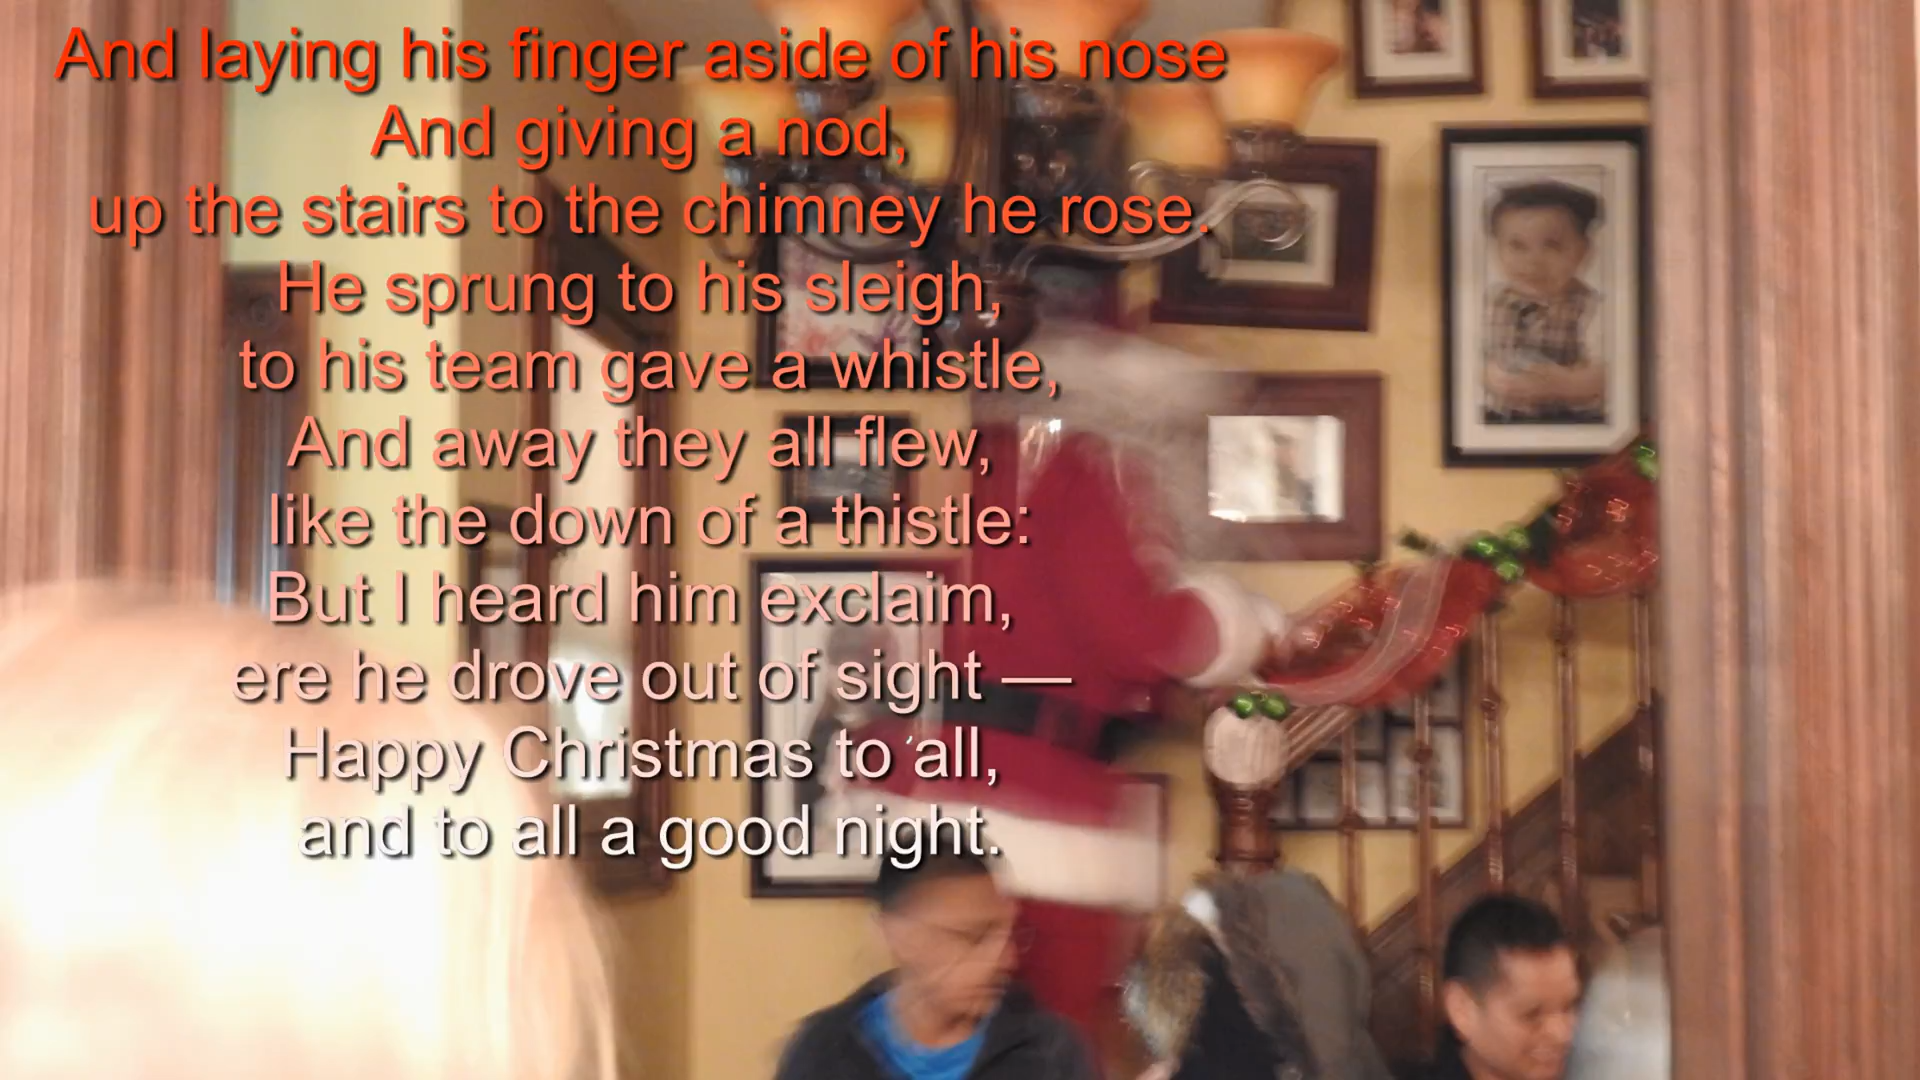 And laying his finger aside of his nose
And giving a nod,
up the stairs to the chimney he rose.
He sprung to his sleigh,
to his team gave a whistle,
And away they all flew,
like the down of a thistle:
But I heard him exclaim,
ere he drove out of sight —
Happy Christmas to all,
and to all a good night.